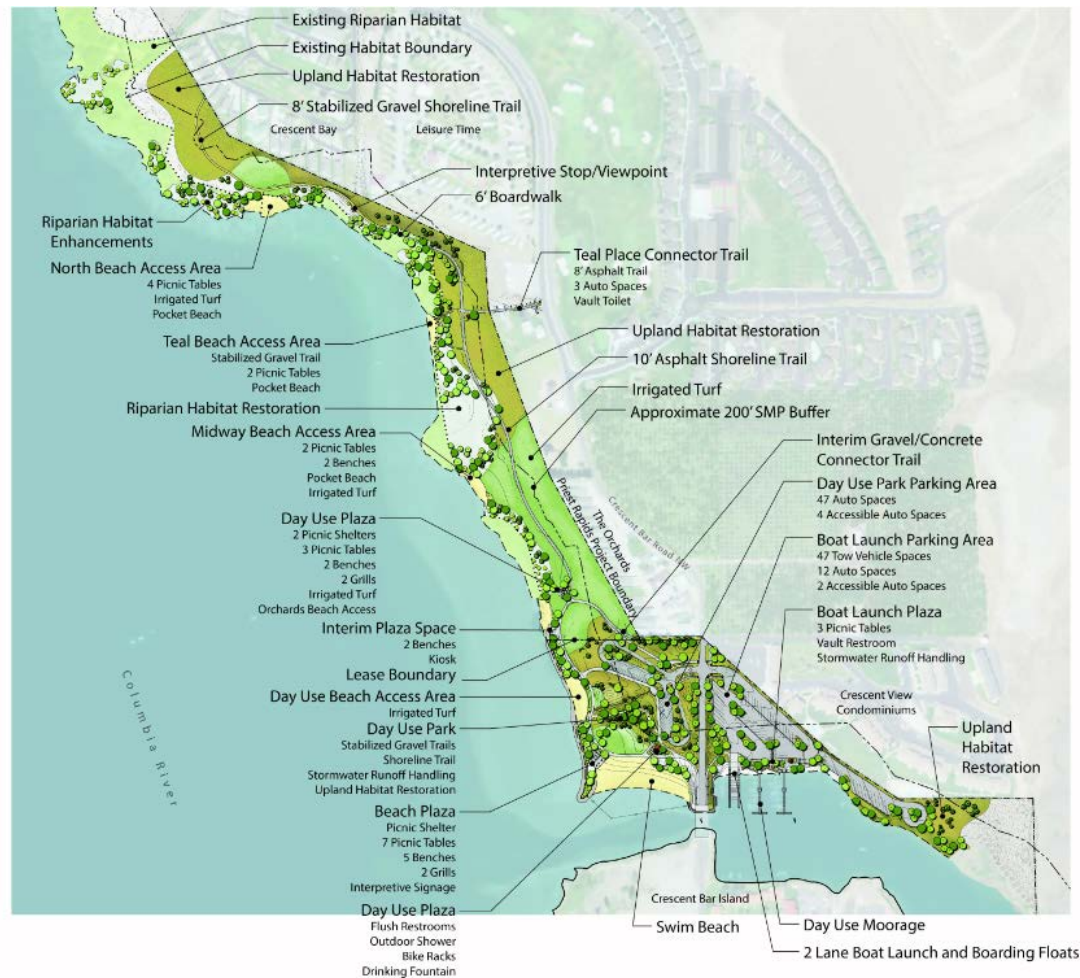 Existing Riparian Habitat
Existing Habitat Boundary
Upland Habitat Restoration
8' Stabilized Gravel Shoreline Trail
Crescent Bay
Leisure Time
Interpretive Stop/Viewpoint
6' Boardwalk
Riparian Habitat
Enhancements
North Beach Access Area
4 Picnic Tables
Irrigated Turf
Pocket Beach
Teal Place Connector Trail
8' Asphalt Trail
3 Auto Spaces
Vault Toilet
Teal Beach Access Area
Stabilized Gravel Trail
2 Picnic Tables
Pocket Beach
Upland Habitat Restoration
10' Asphalt Shoreline Trail
Irrigated Turf
Approximate 200' SMP Buffer
Riparian Habitat Restoration
Midway Beach Access Area
2 Picnic Tables
2 Benches
Pocket Beach
Irrigated Turf
Interim Gravel/Concrete
Connector Trail
Day Use Park Parking Area
47 Auto Spaces
4 Accessible Auto Spaces
Crescent Bar Road NW
The Orchards
Priest Rapids Project Boundary
Day Use Plaza
2 Picnic Shelters
3 Picnic Tables
2 Benches
2 Grills
Irrigated Turf
Orchards Beach Access
Boat Launch Parking Area
47 Tow Vehicle Spaces
12 Auto Spaces
2 Accessible Auto Spaces
Boat Launch Plaza
3 Picnic Tables
Vault Restroom
Stormwater Runoff Handling
Interim Plaza Space
2 Benches
Kiosk
Lease Boundary
Day Use Beach Access Area
Irrigated Turf
Day Use Park
Stabilized Gravel Trails
Shoreline Trail
Stormwater Runoff Handling
Upland Habitat Restoration
Crescent View
Condominiums
Upland
Habitat
Restoration
Columbia River
Beach Plaza
Picnic Shelter
7 Picnic Tables
5 Benches
2 Grills
Interpretive Signage
Day Use Plaza
Flush Restrooms
Outdoor Shower
Bike Racks
Drinking Fountain
Crescent Bar Island
Swim Beach
Day Use Moorage
2 Lane Boat Launch and Boarding Floats